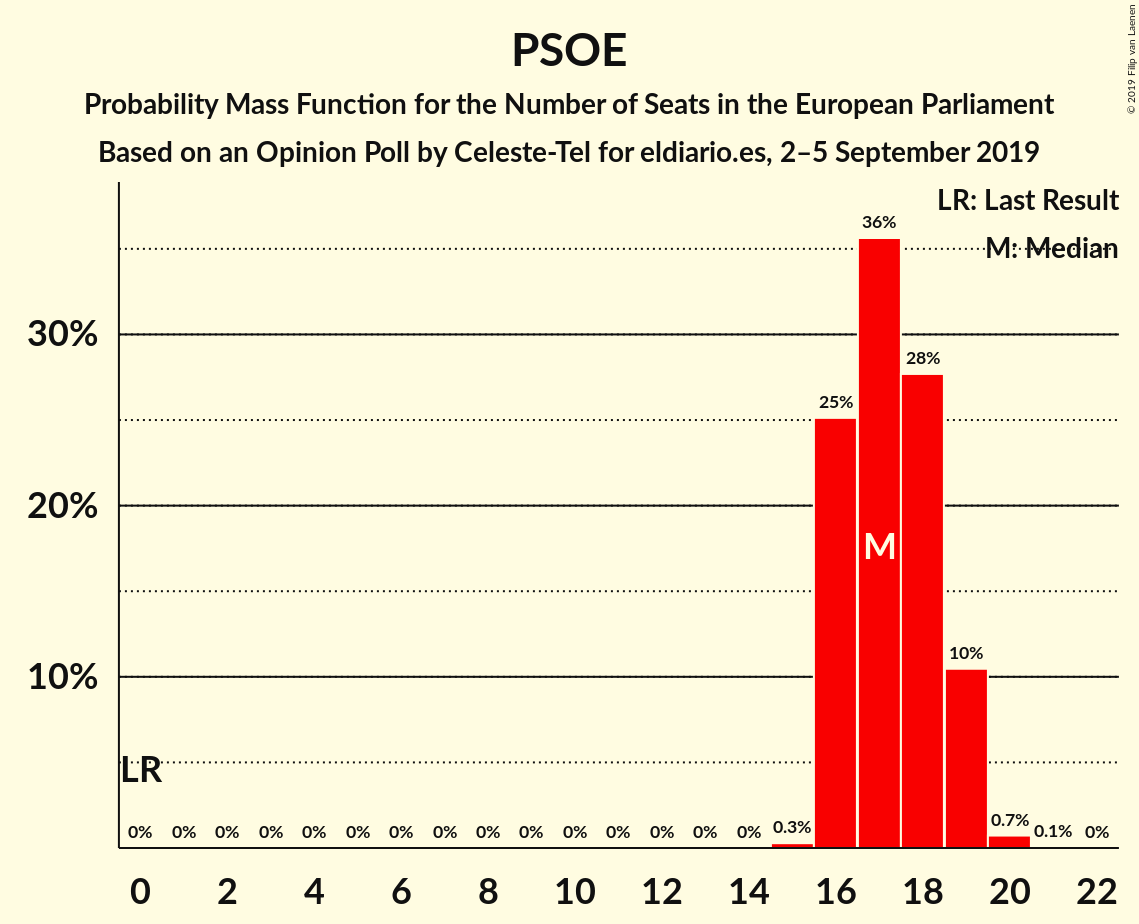 PSOE
Probability Mass Function for the Number of Seats in the European Parliament
Based on an Opinion Poll by Celeste-Tel for eldiario.es, 2–5 September 2019
© 2019 Filip van Laenen
LR: Last Result
M: Median
36%
30%
28%
25%
20%
M
10%
10%
LR
0% 0% 0% 0% 0% 0% 0% 0% 0% 0% 0% 0% 0% 0% 0% 0.3% 0.7% 0.1% 0%
0 2 4 6 8 10 12 14 16 18 20 22